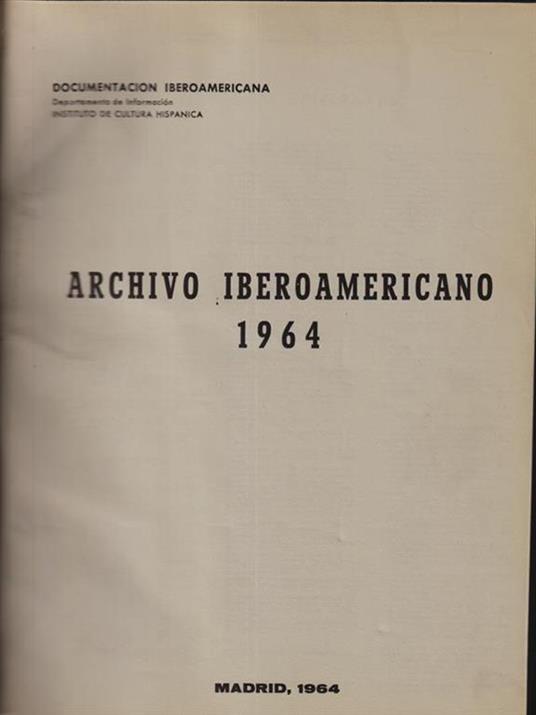 DOCUMENTACION IBEROAMERICANA
Departamento de Información
INSTITUTO DE CULTURA HISPANICA
ARCHIVO IBEROAMERICANO
1964
MADRID, 1964